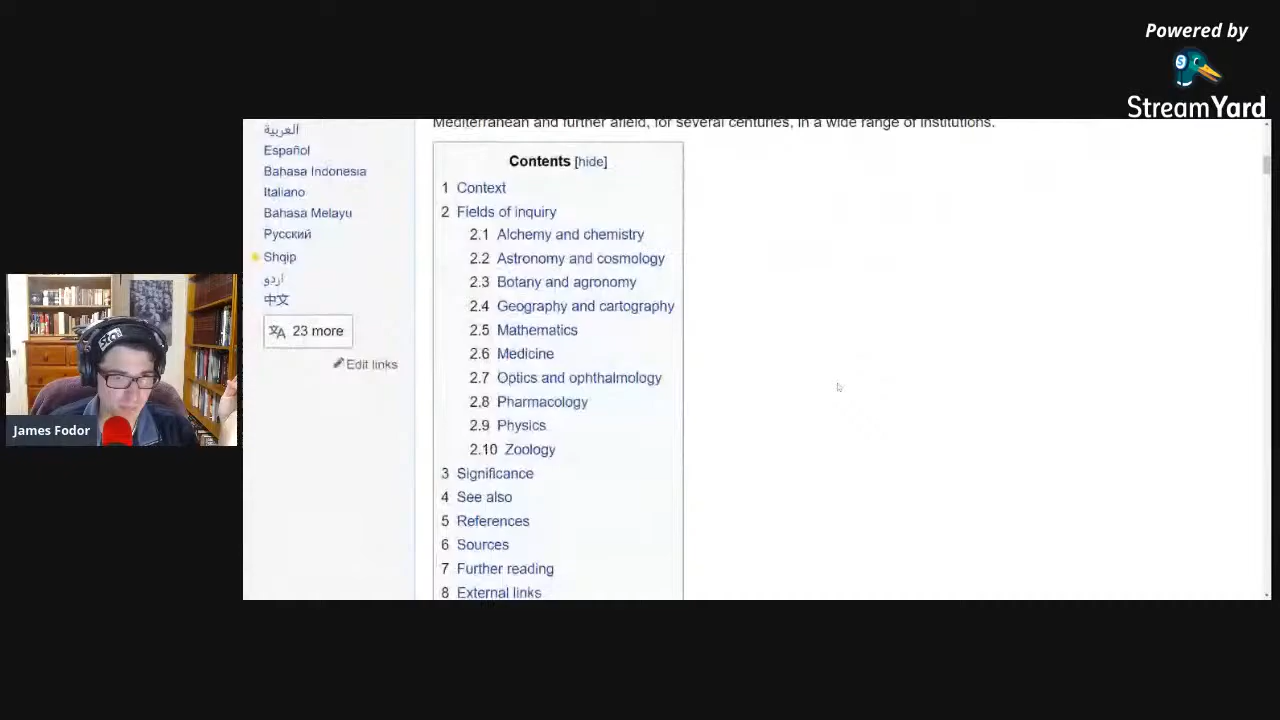 Powered by
StreamYard
Mediterranean and further afield, for several centuries, in a wide range of institutions.
العربية
Español
Bahasa Indonesia
Italiano
Bahasa Melayu
Русский
Shqip
اردو
中文
23 more
Edit links
Contents [hide]
1 Context
2 Fields of inquiry
2.1 Alchemy and chemistry
2.2 Astronomy and cosmology
2.3 Botany and agronomy
2.4 Geography and cartography
2.5 Mathematics
2.6 Medicine
2.7 Optics and ophthalmology
2.8 Pharmacology
2.9 Physics
2.10 Zoology
3 Significance
4 See also
5 References
6 Sources
7 Further reading
8 External links
James Fodor